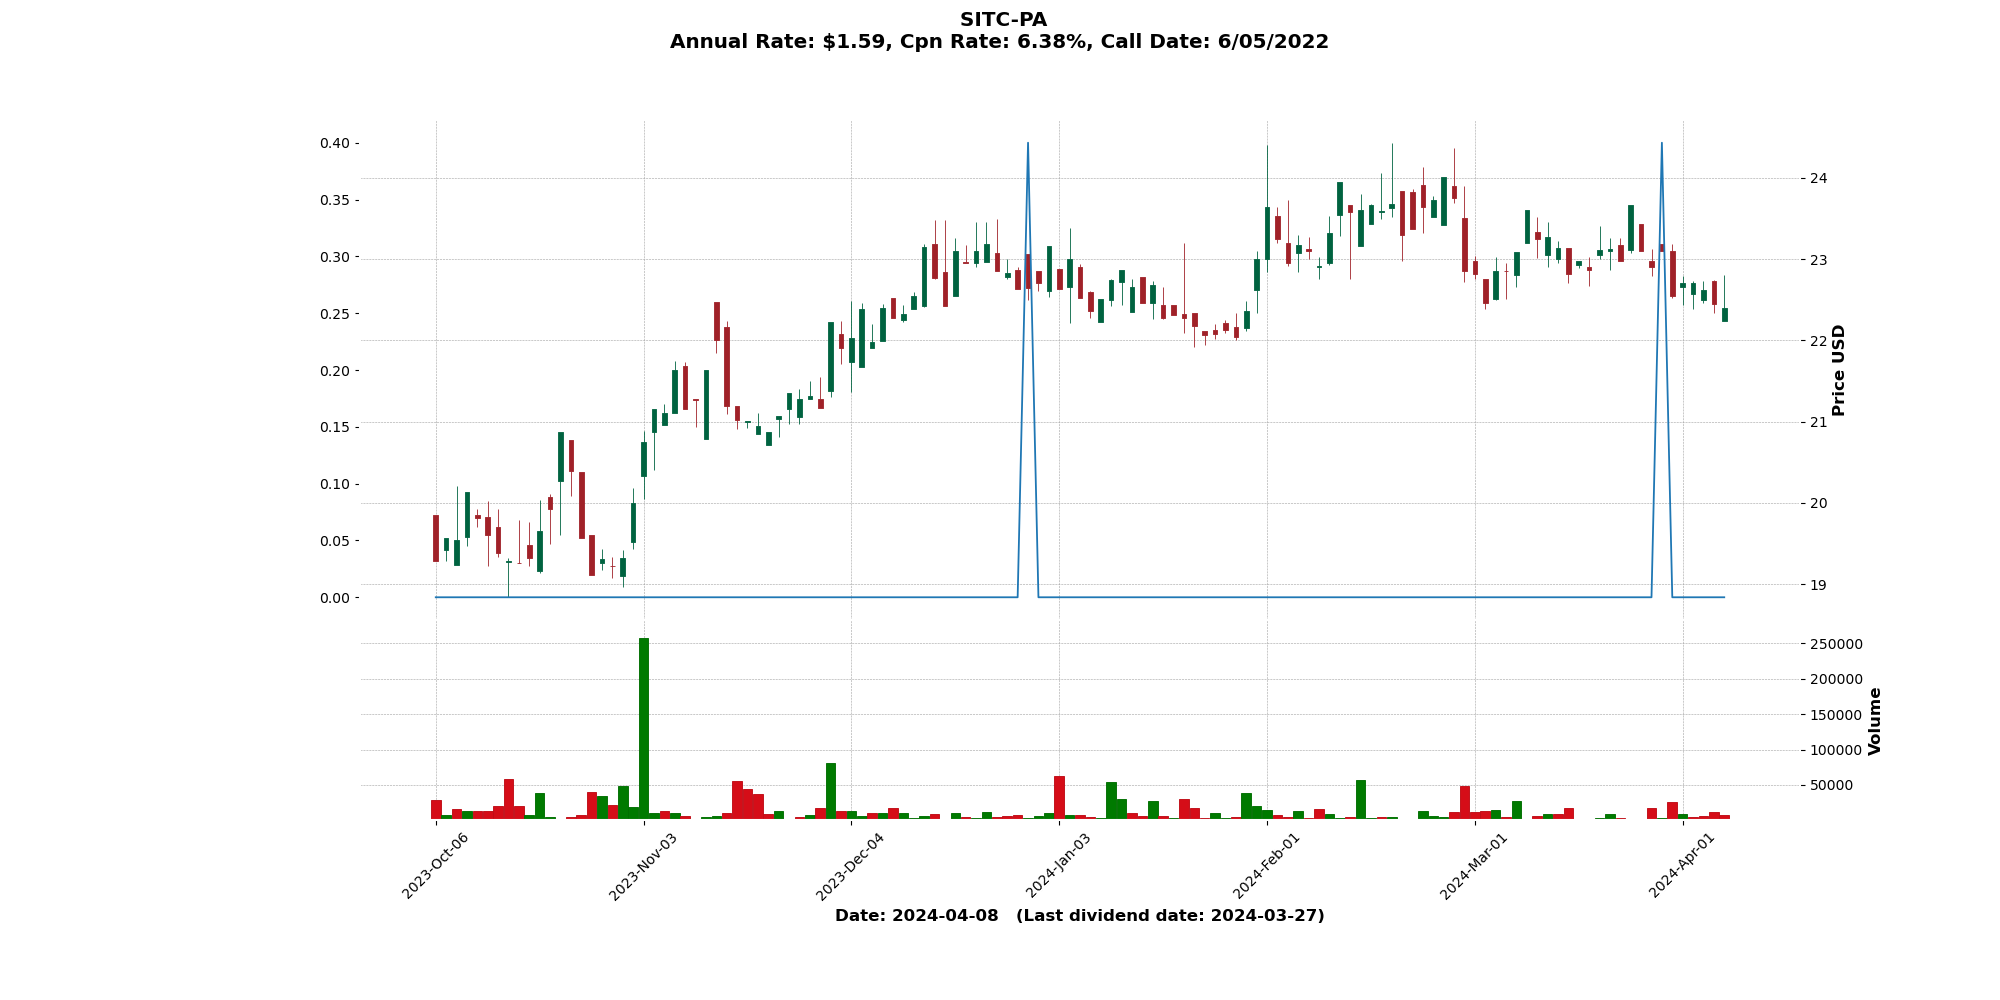 SITC-PA
Annual Rate: $1.59, Cpn Rate: 6.38%, Call Date: 6/05/2022
0.40
0.35
0.30
0.25
0.20
0.15
0.10
0.05
0.00
24
23
22
21
20
19
Price USD
250000
200000
150000
100000
50000
Volume
2023-Oct-06
2023-Nov-03
2023-Dec-04
2024-Jan-03
2024-Feb-01
2024-Mar-01
2024-Apr-01
Date: 2024-04-08 (Last dividend date: 2024-03-27)